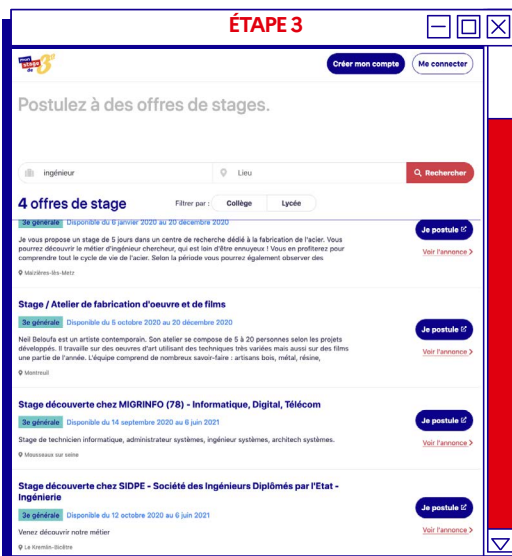 ÉTAPE 3
mon
stage
de 3e
Créer mon compte
Me connecter
Postulez à des offres de stages.
ingénieur
Lieu
Rechercher
4 offres de stage
Filtrer par :
Collège
Lycée
3e générale Disponible du 6 janvier 2020 au 20 décembre 2020
Je vous propose un stage de 5 jours dans un centre de recherche dédié à la fabrication de l'acier. Vous
pourrez découvrir le métier d'ingénieur chercheur, qui est loin d'être ennuyeux ! Vous en profiterez pour
comprendre tout le cycle de vie de l'acier. Selon la période vous pourrez également observer des
Maizières-lès-Metz
Je postule
Voir l'annonce
Stage / Atelier de fabrication d'oeuvre et de films
3e générale Disponible du 5 octobre 2020 au 20 décembre 2020
Neil Beloufa est un artiste contemporain. Son atelier se compose de 5 à 20 personnes selon les projets
développés. Il travaille sur des oeuvres d'art utilisant des techniques très variées mais aussi sur des films
une partie de l'année. L'équipe comprend de nombreux savoir-faire : artisans bois, métal, résine,
Montreuil
Je postule
Voir l'annonce
Stage découverte chez MIGRINFO (78) - Informatique, Digital, Télécom
3e générale Disponible du 14 septembre 2020 au 6 juin 2021
Stage de technicien informatique, administrateur systèmes, ingénieur systèmes, architech systèmes.
Mousseaux sur seine
Je postule
Voir l'annonce
Stage découverte chez SIDPE - Société des Ingénieurs Diplômés par l'Etat -
Ingénierie
3e générale Disponible du 12 octobre 2020 au 6 juin 2021
Venez découvrir notre métier
Le Kremlin-Bicêtre
Je postule
Voir l'annonce